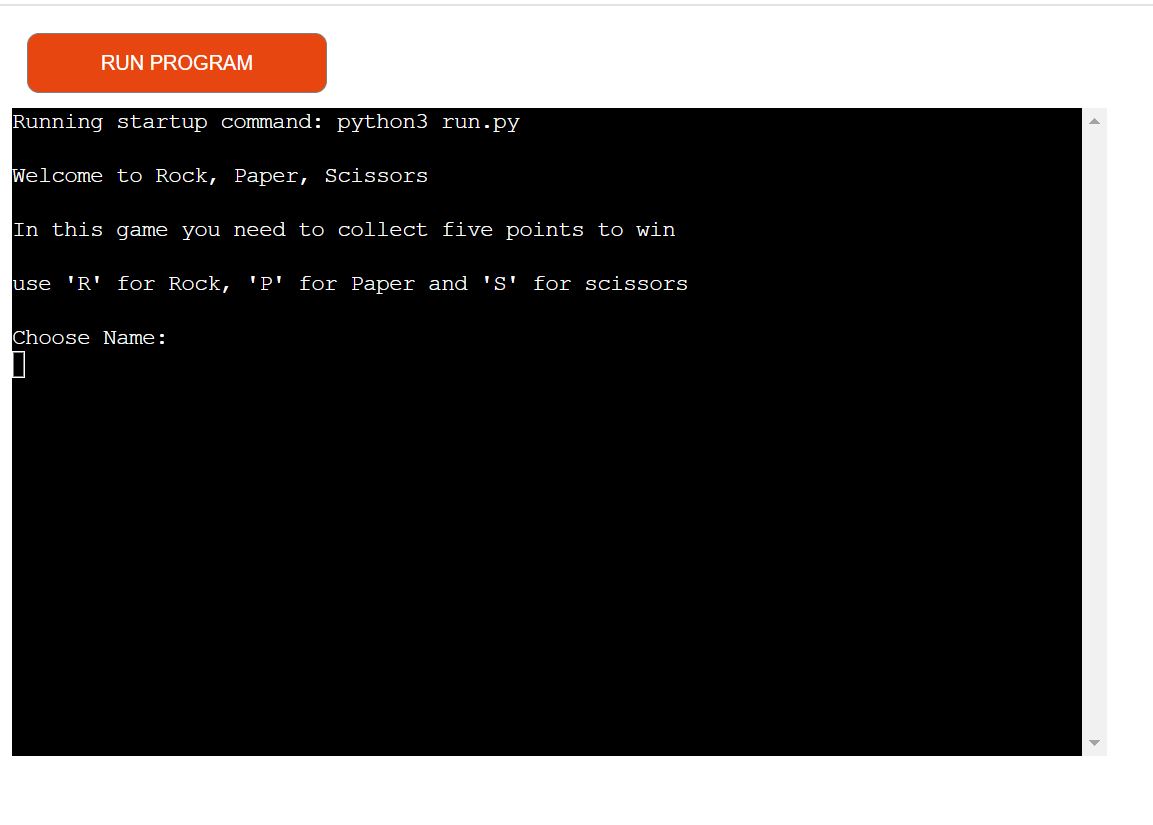 RUN PROGRAM
Running startup command: python3 run.py
Welcome to Rock, Paper, Scissors
In this game you need to collect five points to win
use 'R' for Rock, 'P' for Paper and 'S' for scissors
Choose Name: